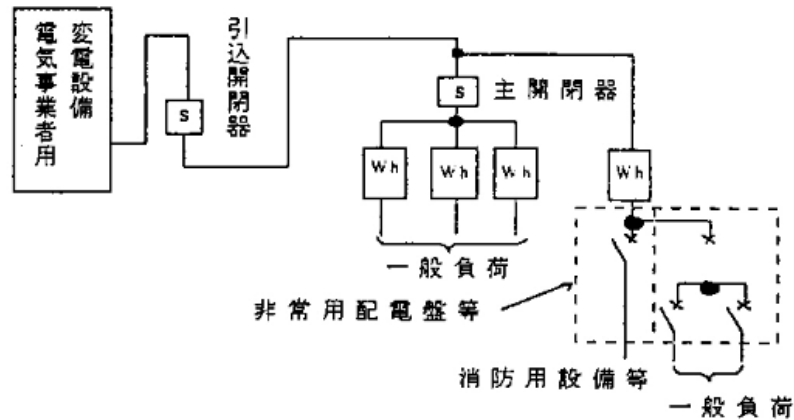 変電設備
電気事業者用
引込開閉器
S
S
主開閉器
Wh
Wh
Wh
Wh
一般負荷
非常用配電盤等
消防用設備等
一般負荷